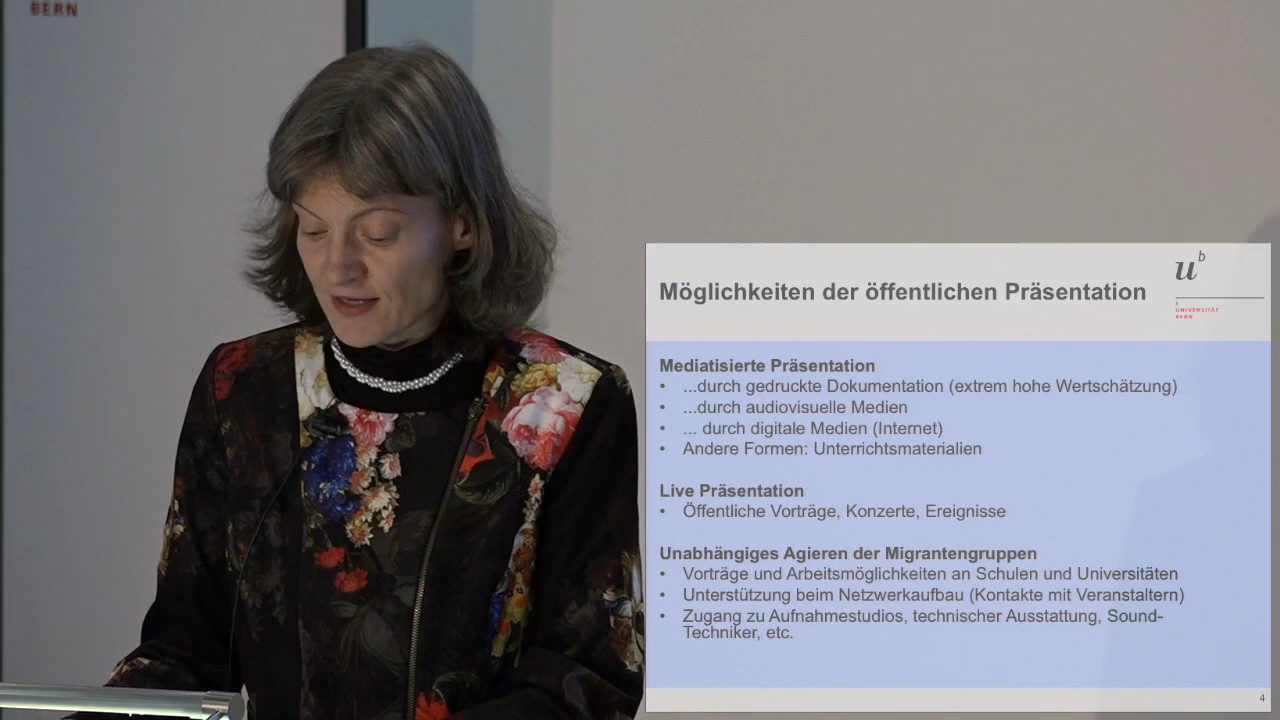 BERN
Möglichkeiten der öffentlichen Präsentation
u b
UNIVERSITÄT
BERN
Mediatisierte Präsentation
• ...durch gedruckte Dokumentation (extrem hohe Wertschätzung)
• ...durch audiovisuelle Medien
• ... durch digitale Medien (Internet)
• Andere Formen: Unterrichtsmaterialien
Live Präsentation
• Öffentliche Vorträge, Konzerte, Ereignisse
Unabhängiges Agieren der Migrantengruppen
• Vorträge und Arbeitsmöglichkeiten an Schulen und Universitäten
• Unterstützung beim Netzwerkaufbau (Kontakte mit Veranstaltern)
• Zugang zu Aufnahmestudios, technischer Ausstattung, Sound-
Techniker, etc.
4